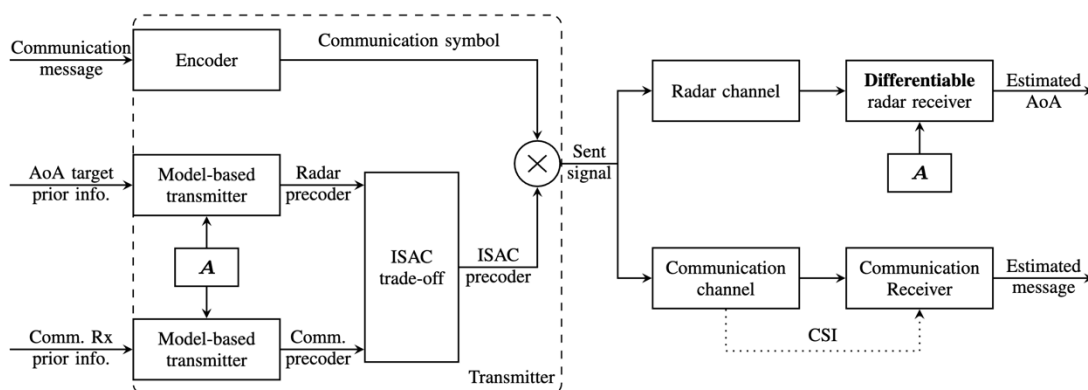 Communication
message
Encoder
Communication symbol
AoA target
prior info.
Model-based
transmitter
Radar
precoder
A
Comm. Rx
prior info.
Model-based
transmitter
Comm.
precoder
ISAC
trade-off
ISAC
precoder
Transmitter
Sent
signal
Radar channel
Differentiable
radar receiver
Estimated
AoA
A
Communication
channel
Communication
Receiver
Estimated
message
CSI